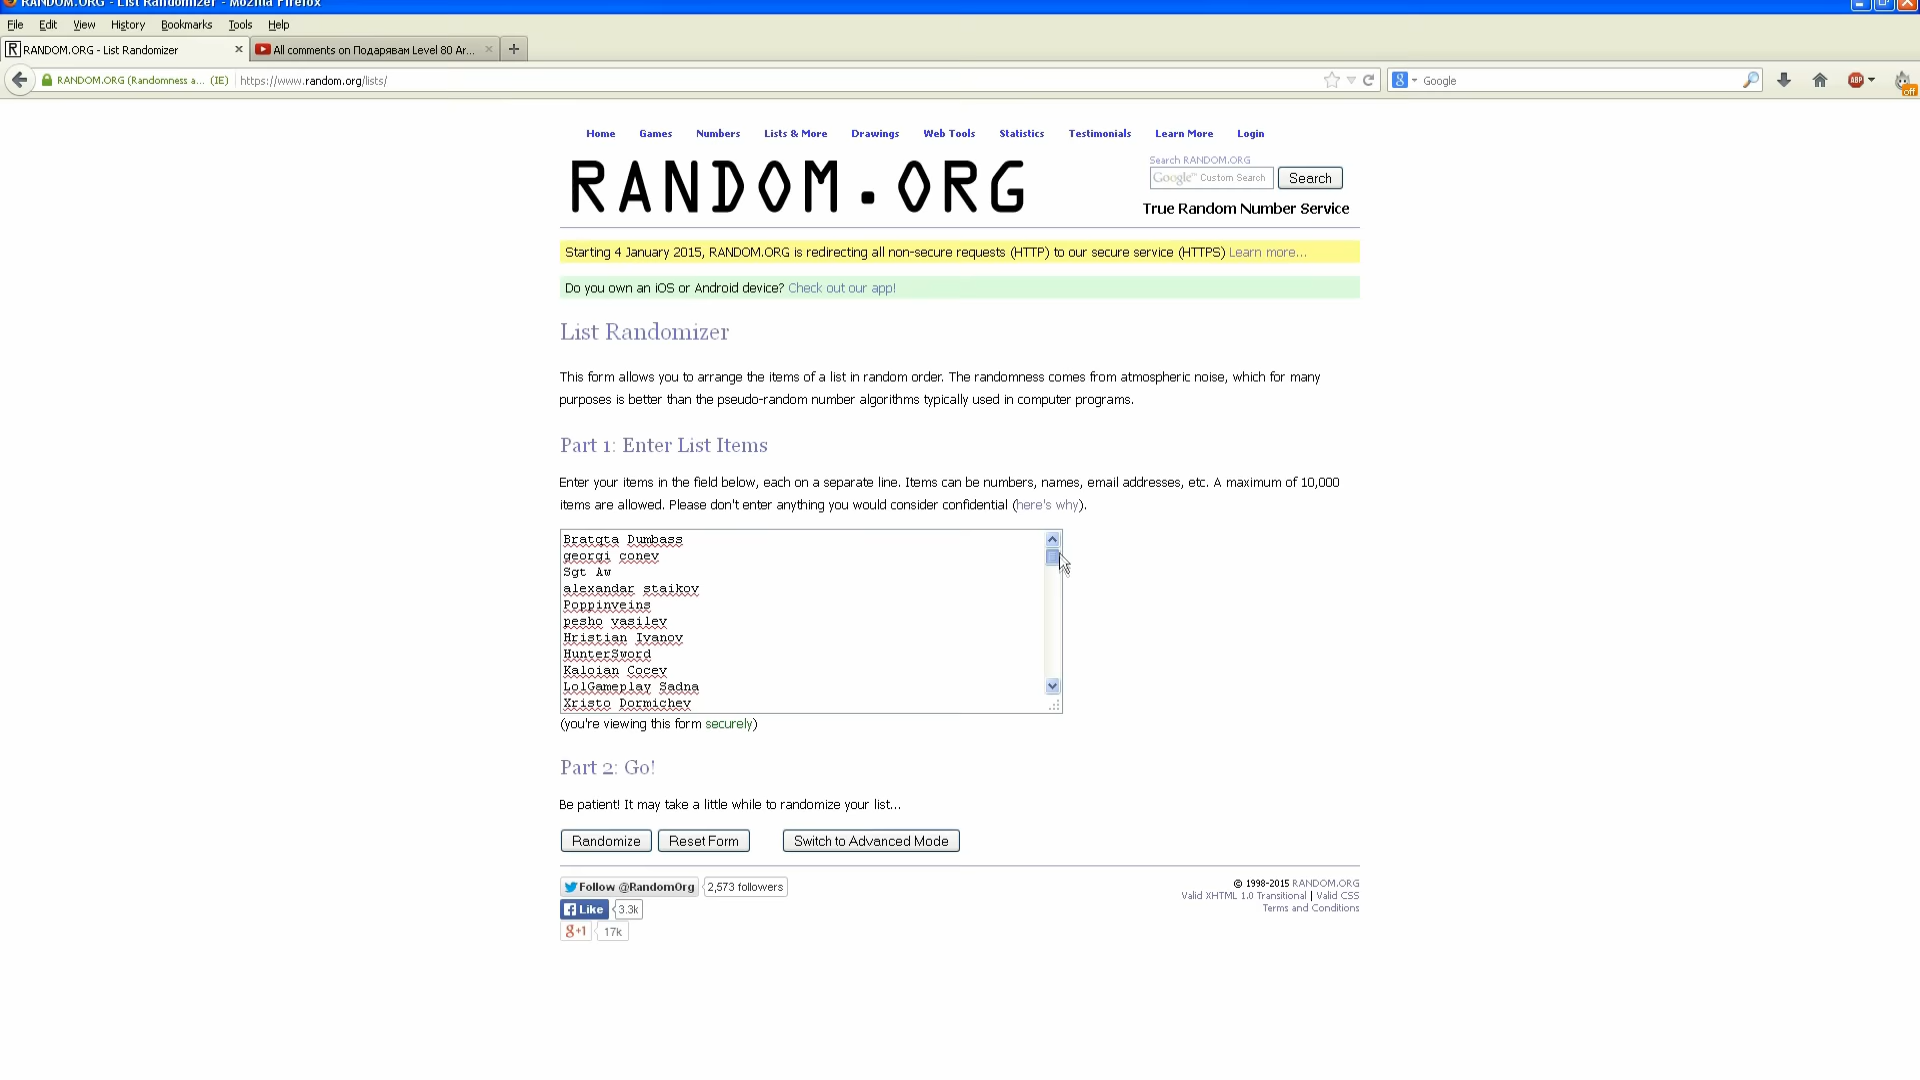 RANDOM.ORG - List Randomizer - Mozilla Firefox
File Edit View History Bookmarks Tools Help
RANDOM.ORG - List Randomizer
All comments on Подарявам Level 80 Ar...
RANDOM.ORG (Randomness a... (IE) https://www.random.org/lists/
Google
ABP
off
Home Games Numbers Lists & More Drawings Web Tools Statistics Testimonials Learn More Login
RANDOM.ORG
Search RANDOM.ORG
Google™ Custom Search Search
True Random Number Service
Starting 4 January 2015, RANDOM.ORG is redirecting all non-secure requests (HTTP) to our secure service (HTTPS) Learn more...
Do you own an iOS or Android device? Check out our app!
List Randomizer
This form allows you to arrange the items of a list in random order. The randomness comes from atmospheric noise, which for many
purposes is better than the pseudo-random number algorithms typically used in computer programs.
Part 1: Enter List Items
Enter your items in the field below, each on a separate line. Items can be numbers, names, email addresses, etc. A maximum of 10,000
items are allowed. Please don't enter anything you would consider confidential (here's why).
Bratqta Dumbass
georgi conev
Sgt Aw
alexandar staikov
Poppinveins
pesho vasilev
Hristian Ivanov
HunterSword
Kaloian Cocev
LolGameplay Sadna
Xristo Dormichev
(you're viewing this form securely)
Part 2: Go!
Be patient! It may take a little while to randomize your list...
Randomize Reset Form Switch to Advanced Mode
Follow @RandomOrg 2,573 followers
Like 3.3k
g+1 17k
© 1998-2015 RANDOM.ORG
Valid XHTML 1.0 Transitional | Valid CSS
Terms and Conditions